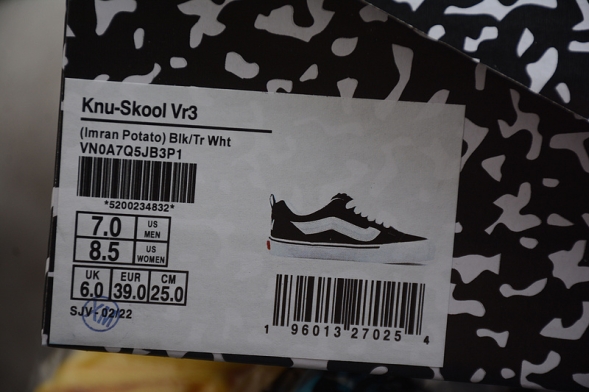 Knu-Skool Vr3
(Imran Potato) Blk/Tr Wht
VN0A7Q5JB3P1
*5200234832*
7.0 US MEN
8.5 US WOMEN
UK EUR CM
6.0 39.0 25.0
SJV- 02/22
1 96013 27025 4